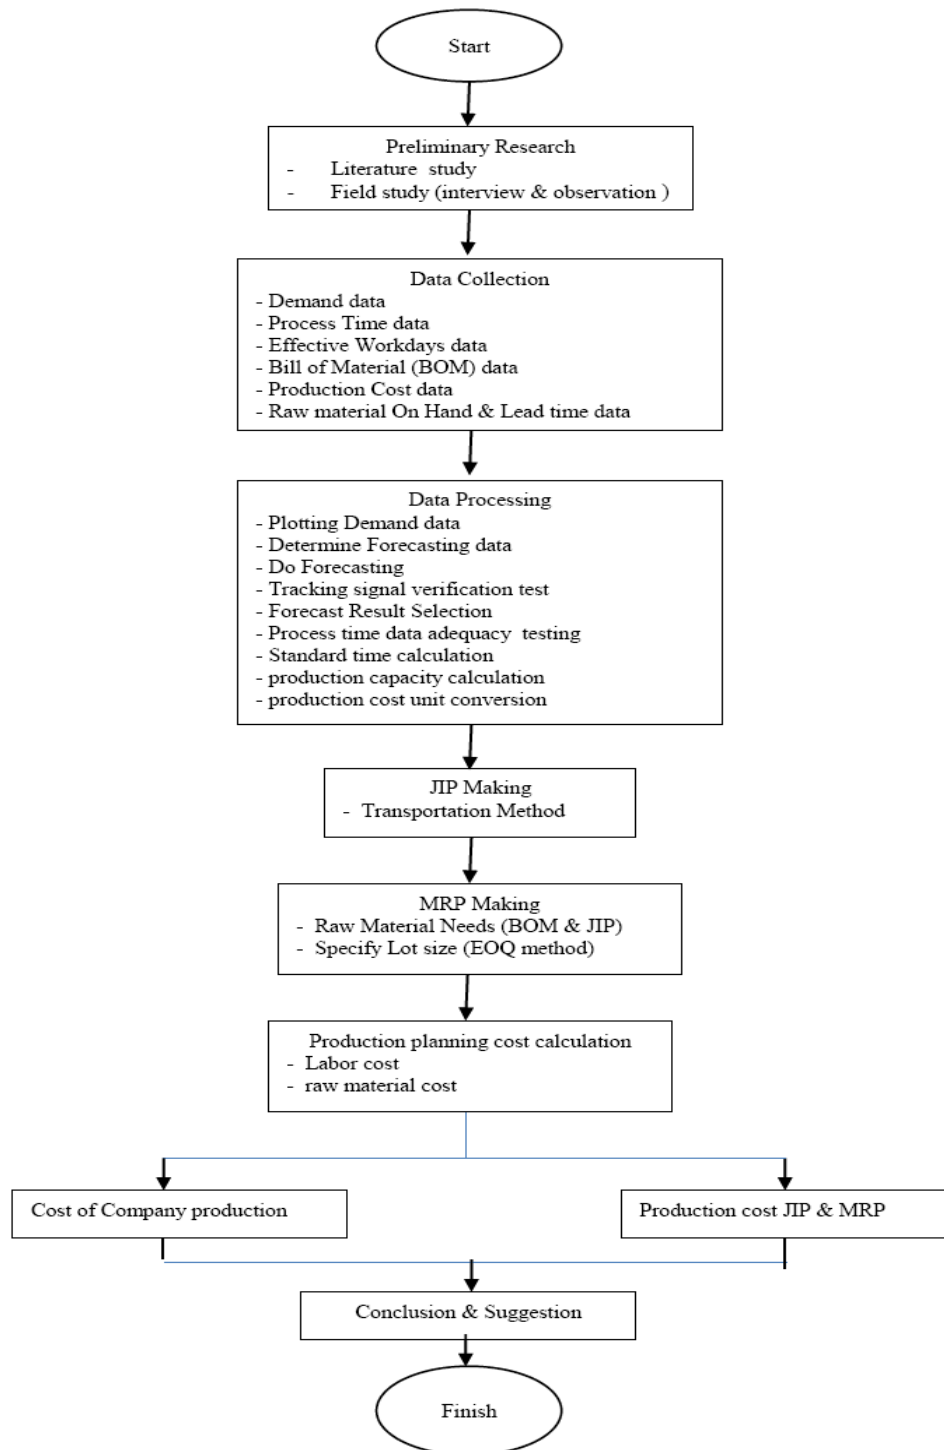 Start
Preliminary Research
- Literature study
- Field study (interview & observation )
Data Collection
- Demand data
- Process Time data
- Effective Workdays data
- Bill of Material (BOM) data
- Production Cost data
- Raw material On Hand & Lead time data
Data Processing
- Plotting Demand data
- Determine Forecasting data
- Do Forecasting
- Tracking signal verification test
- Forecast Result Selection
- Process time data adequacy testing
- Standard time calculation
- production capacity calculation
- production cost unit conversion
JIP Making
- Transportation Method
MRP Making
- Raw Material Needs (BOM & JIP)
- Specify Lot size (EOQ method)
Production planning cost calculation
- Labor cost
- raw material cost
Cost of Company production
Production cost JIP & MRP
Conclusion & Suggestion
Finish